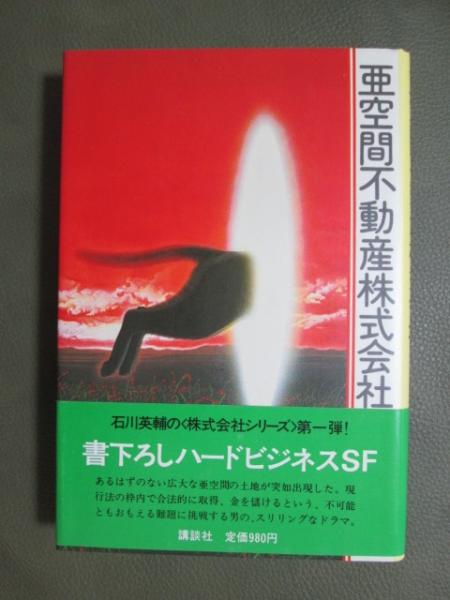 亜空間不動産株式会社
石川英輔の〈株式会社シリーズ〉第一弾!
書下ろしハードビジネスSF
あるはずのない広大な亜空間の土地が突如出現した。現
行法の枠内で合法的に取得、金を儲けるという、不可能
ともおもえる難題に挑戦する男の、スリリングなドラマ。
講談社 定価980円